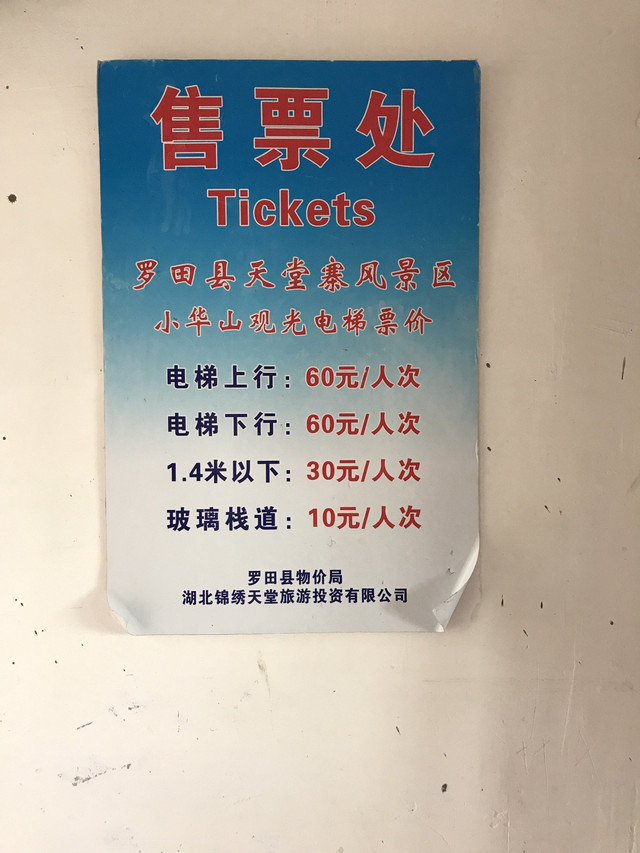 售票处
Tickets
罗田县天堂寨风景区
小华山观光电梯票价
电梯上行：60元/人次
电梯下行：60元/人次
1.4米以下：30元/人次
玻璃栈道：10元/人次
罗田县物价局
湖北锦绣天堂旅游投资有限公司